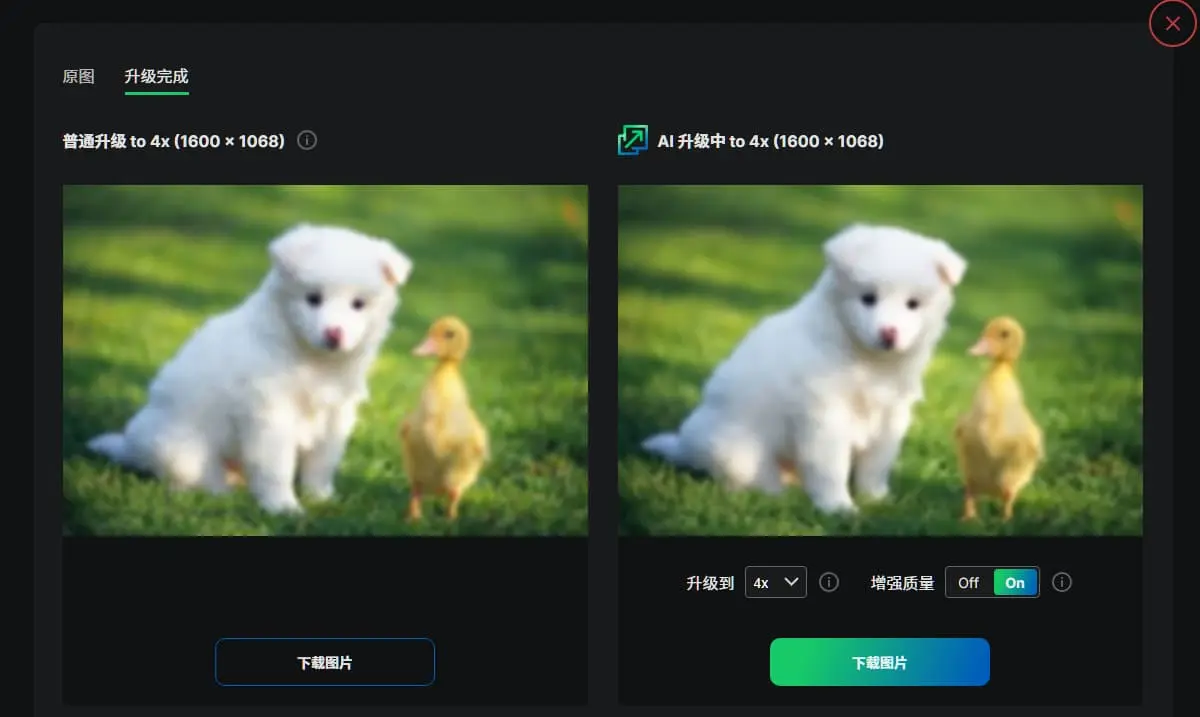 原图 升级完成
普通升级 to 4x (1600 × 1068)
AI 升级中 to 4x (1600 × 1068)
升级到 4x 增强质量 Off On
下载图片 下载图片